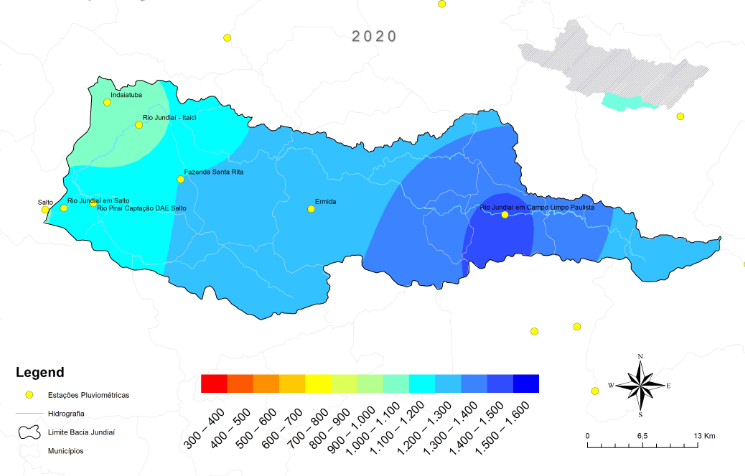 2020
Indaiatuba
Rio Jundiaí - Itaici
Fazenda Santa Rita
Salto
Rio Jundiaí em Salto
Rio Piraí Captação DAE Salto
Ermida
Rio Jundiaí em Campo Limpo Paulista
Legend
Estações Pluviométricas
Hidrografia
Limite Bacia Jundiaí
Municípios
300 – 400
400 – 500
500 – 600
600 – 700
700 – 800
800 – 900
900 – 1.000
1.000 – 1.100
1.100 – 1.200
1.200 – 1.300
1.300 – 1.400
1.400 – 1.500
1.500 – 1.600
N
W
E
S
0 6,5 13 Km